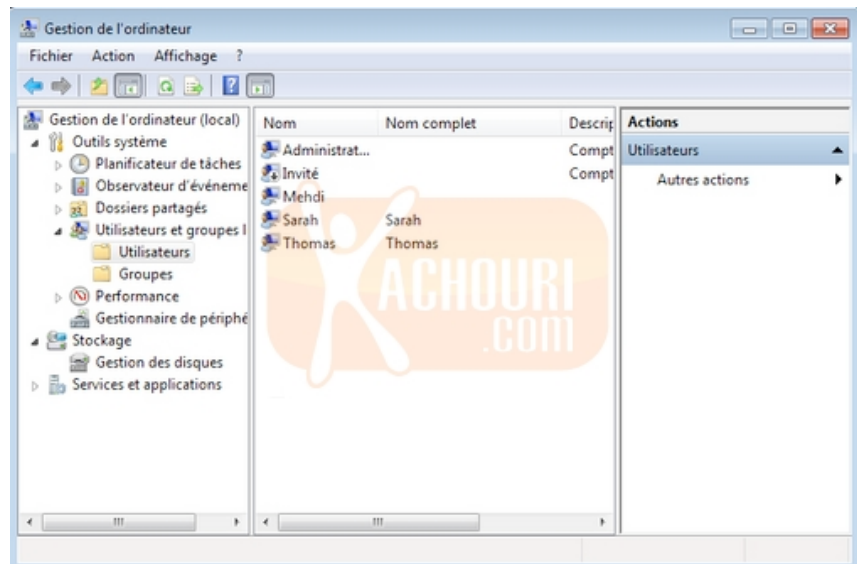 Gestion de l'ordinateur
Fichier Action Affichage ?
Gestion de l'ordinateur (local)
Outils système
Planificateur de tâches
Observateur d'événeme
Dossiers partagés
Utilisateurs et groupes l
Utilisateurs
Groupes
Performance
Gestionnaire de périphé
Stockage
Gestion des disques
Services et applications
Nom Nom complet Descrip
Administrat... Compt
Invité Compt
Mehdi
Sarah Sarah
Thomas Thomas
KACHOURI
.COM
Actions
Utilisateurs
Autres actions